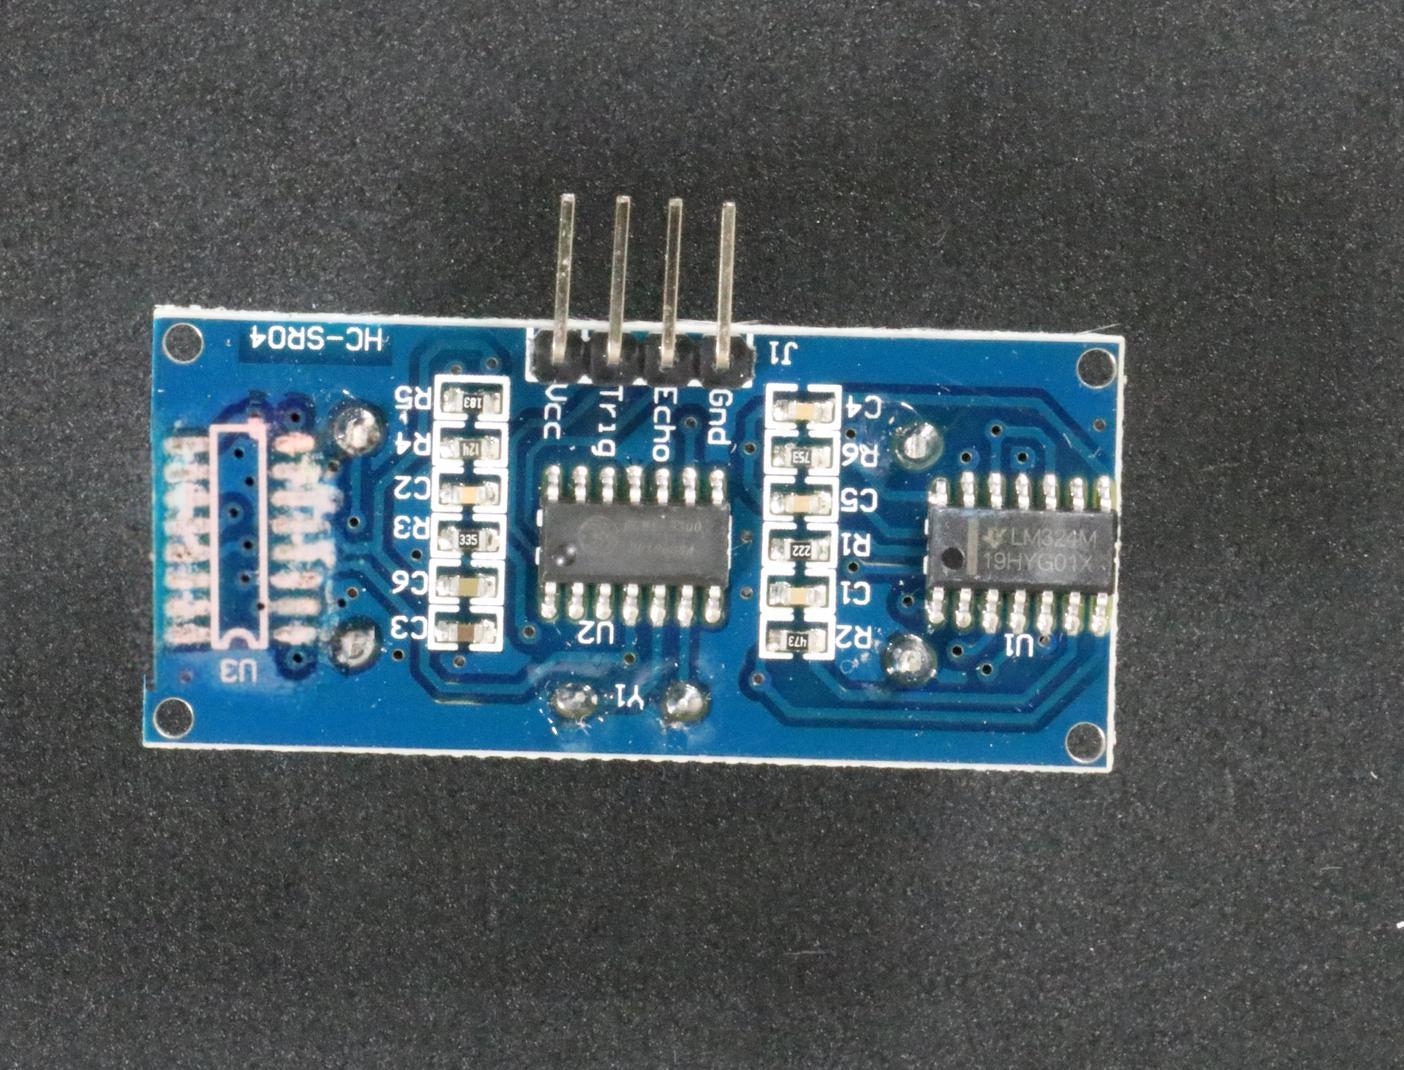 HC-SR04
J1
Vcc
Trig
Echo
Gnd
R5
183
R4
124
C2
R3
335
C6
C3
C4
R6
753
C5
R1
222
C1
R2
473
LM324M
19HYG01X
U1
U2
U3
Y1